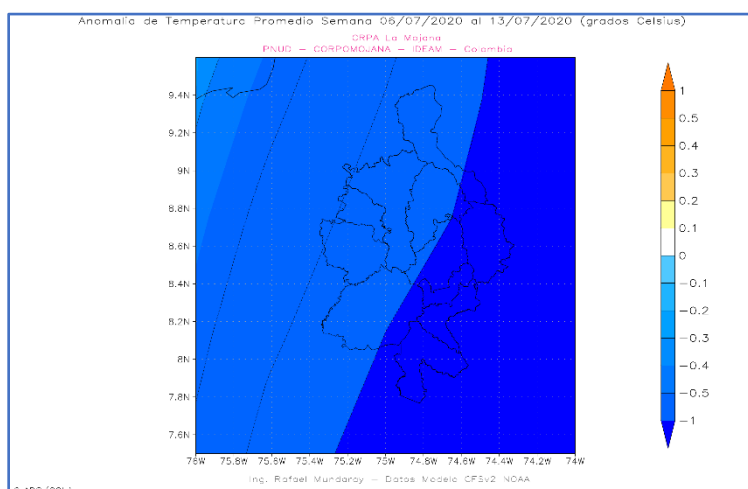 Anomalía de Temperatura Promedio Semana 06/07/2020 al 13/07/2020 (grados Celsius)
CRPA La Mojana
PNUD – CORPOMOJANA – IDEAM – Colombia
9.4N
9.2N
9N
8.8N
8.6N
8.4N
8.2N
8N
7.8N
7.6N
76W 75.8W 75.6W 75.4W 75.2W 75W 74.8W 74.6W 74.4W 74.2W 74W
1
0.5
0.4
0.3
0.2
0.1
0
-0.1
-0.2
-0.3
-0.4
-0.5
-1
Ing. Rafael Mundaray – Datos Modelo CFSv2 NOAA